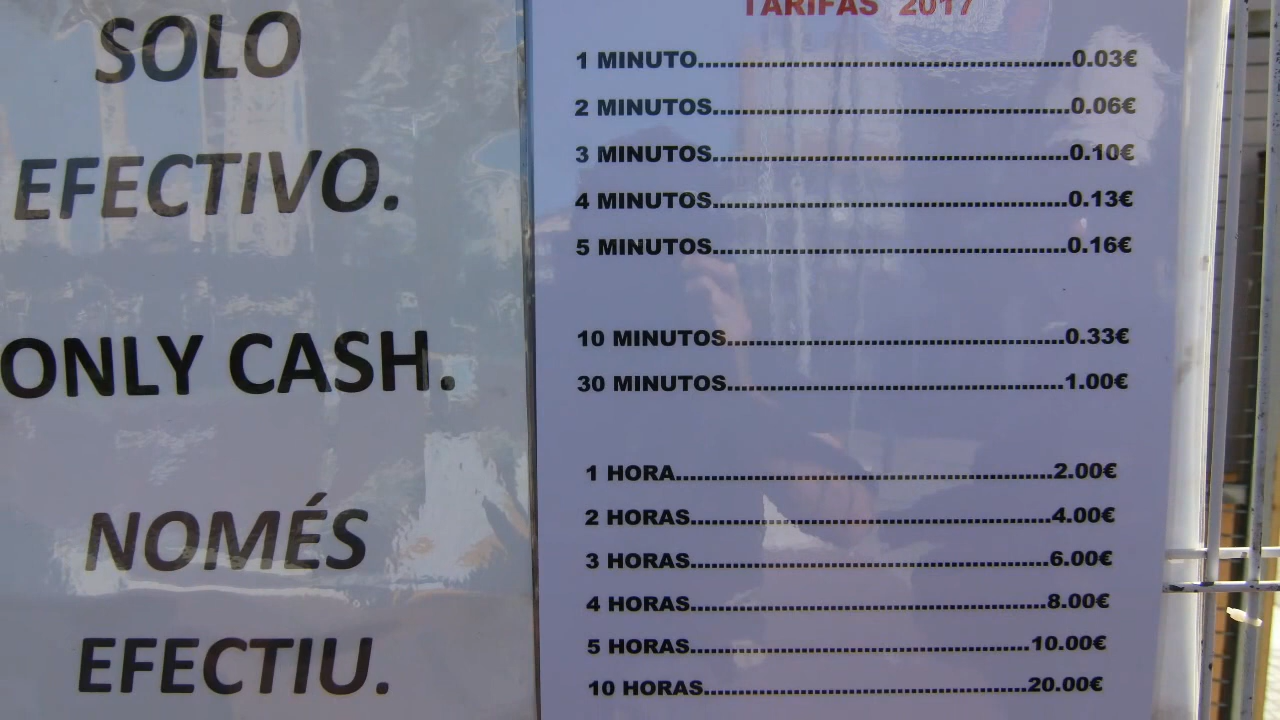 SOLO
EFECTIVO.
ONLY CASH.
NOMÉS
EFECTIU.
TARIFAS 2017
1 MINUTO..................................................0.03€
2 MINUTOS................................................0.06€
3 MINUTOS................................................0.10€
4 MINUTOS................................................0.13€
5 MINUTOS................................................0.16€
10 MINUTOS..............................................0.33€
30 MINUTOS..............................................1.00€
1 HORA...................................................2.00€
2 HORAS.................................................4.00€
3 HORAS.................................................6.00€
4 HORAS.................................................8.00€
5 HORAS..............................................10.00€
10 HORAS............................................20.00€